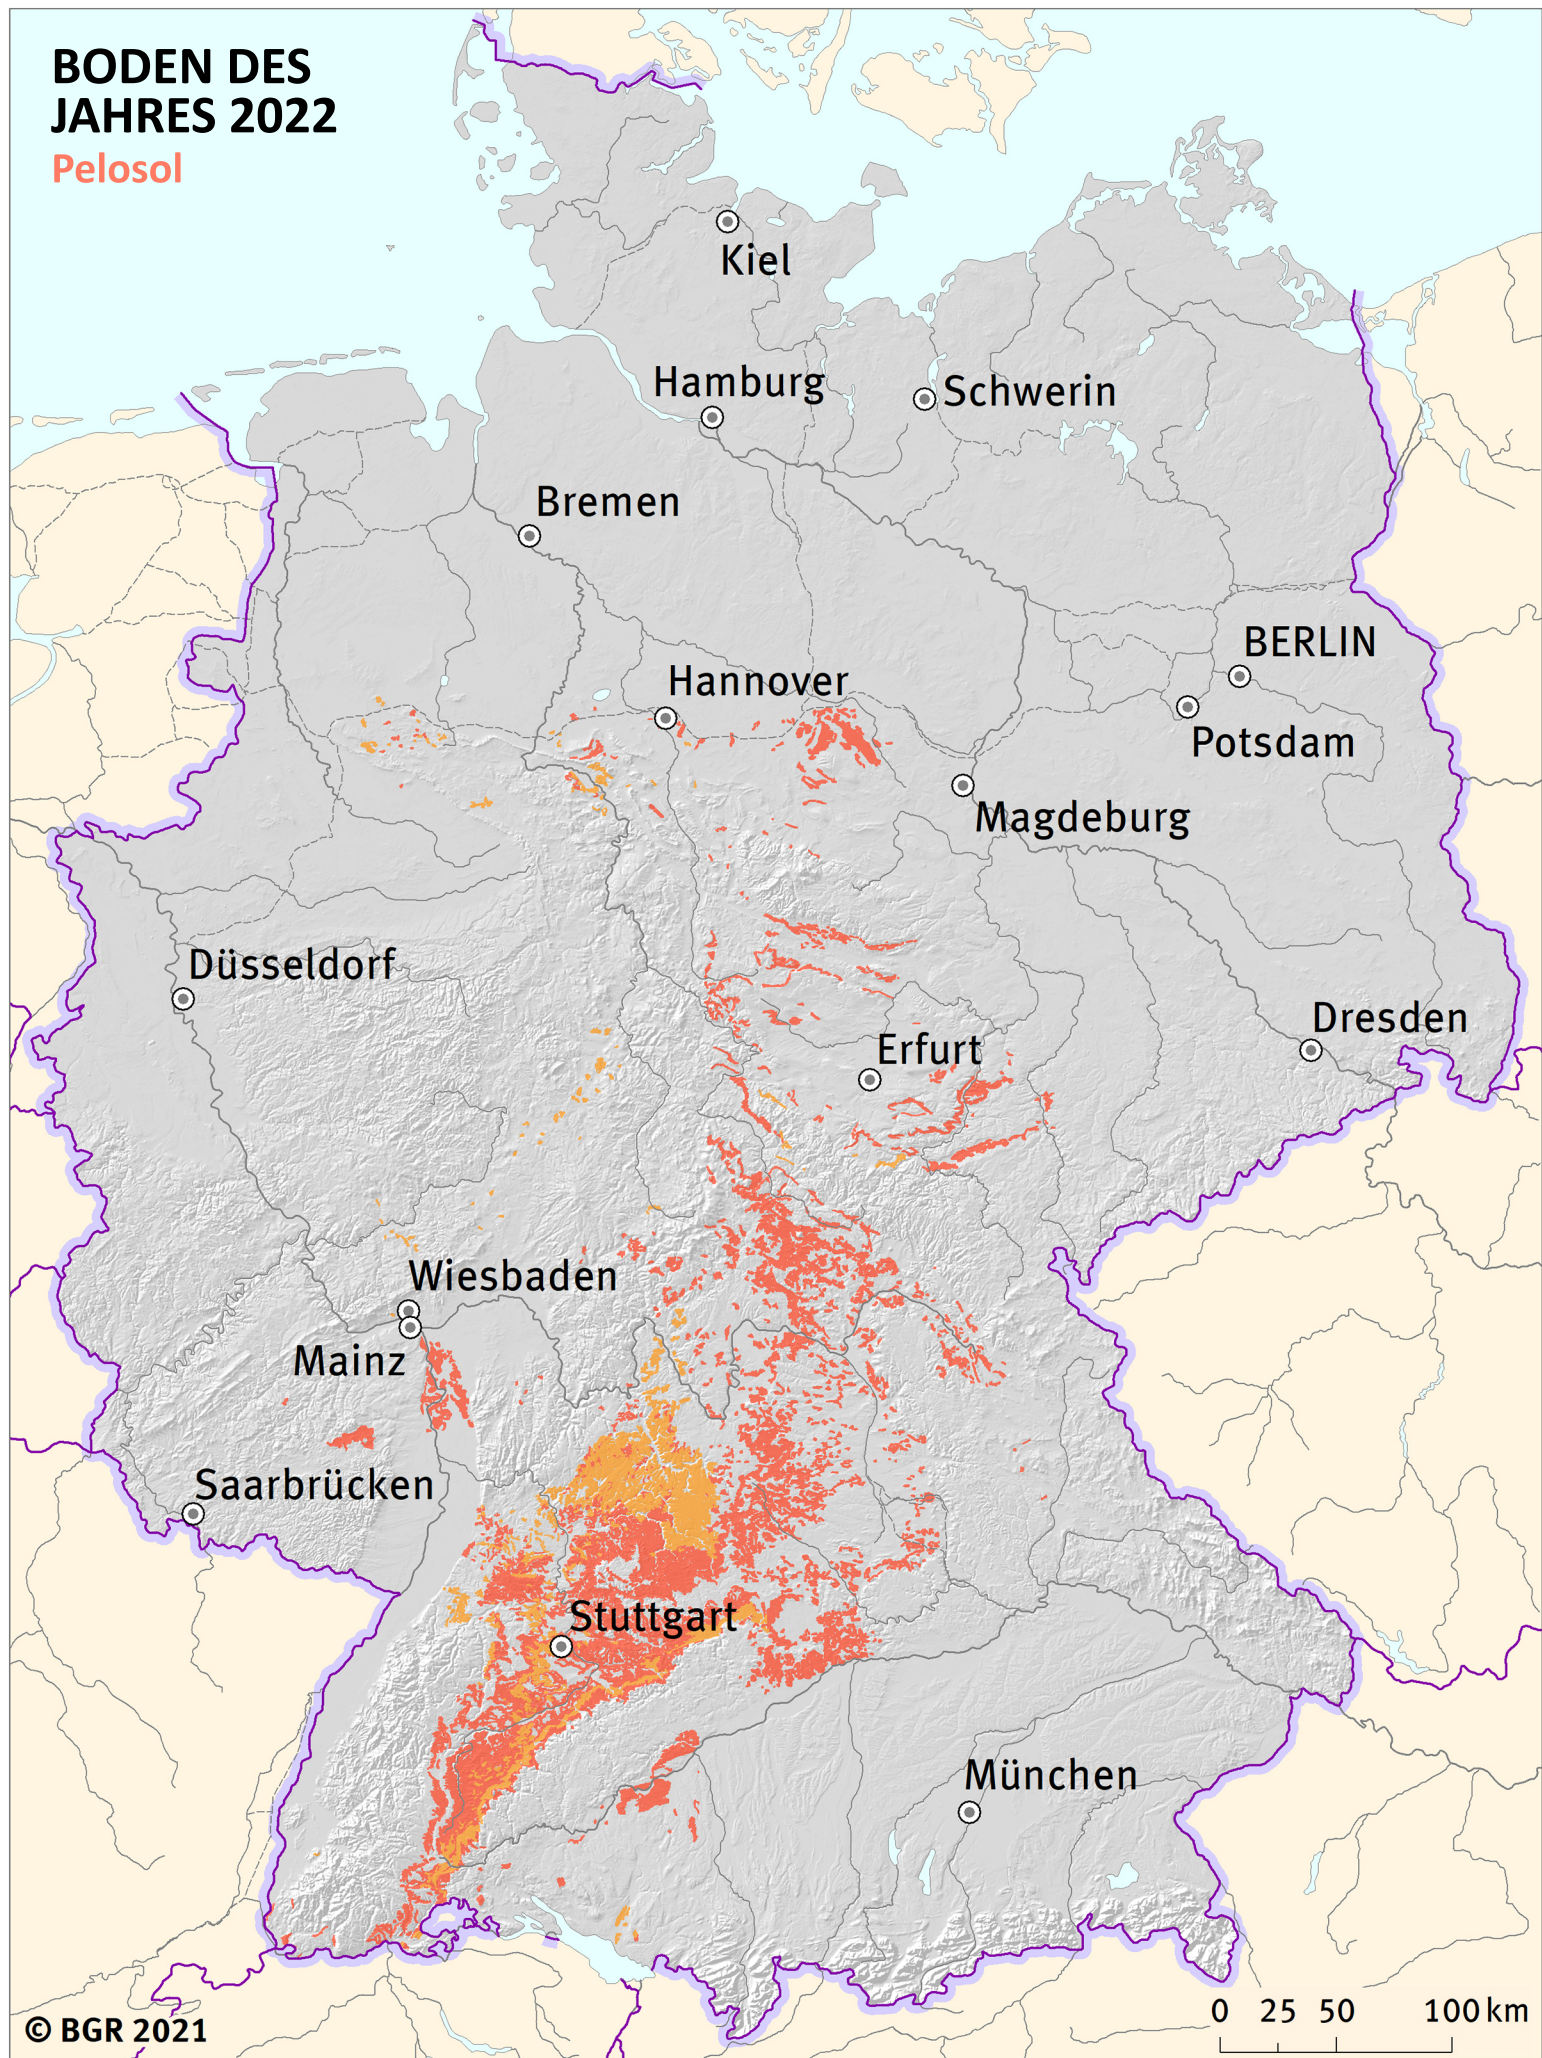 BODEN DES
JAHRES 2022
Pelosol
Kiel
Hamburg
Schwerin
Bremen
BERLIN
Hannover
Potsdam
Magdeburg
Düsseldorf
Dresden
Erfurt
Wiesbaden
Mainz
Saarbrücken
Stuttgart
München
0 25 50 100 km
© BGR 2021